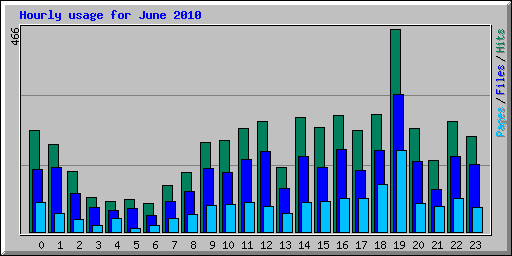 Hourly usage for June 2010
466
Pages / Files / Hits
0 1 2 3 4 5 6 7 8 9 10 11 12 13 14 15 16 17 18 19 20 21 22 23